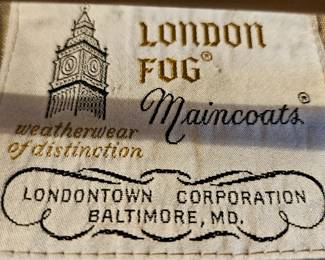 LONDON
FOG®
Maincoats®
weatherwear
of distinction
LONDONTOWN CORPORATION
BALTIMORE, MD.